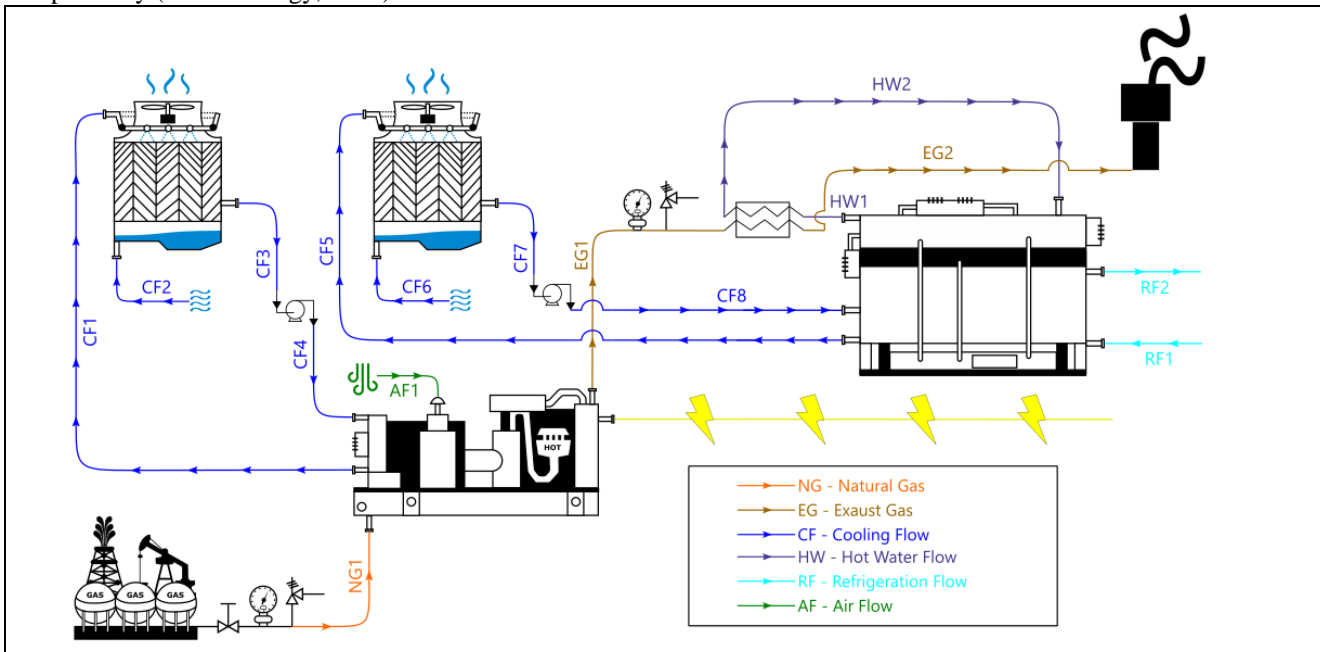 HW2
EG2
HW1
EG1
CF1
CF2
CF3
CF4
CF5
CF6
CF7
CF8
RF2
RF1
AF1
HOT
NG1
GAS
GAS
GAS
NG - Natural Gas
EG - Exaust Gas
CF - Cooling Flow
HW - Hot Water Flow
RF - Refrigeration Flow
AF - Air Flow